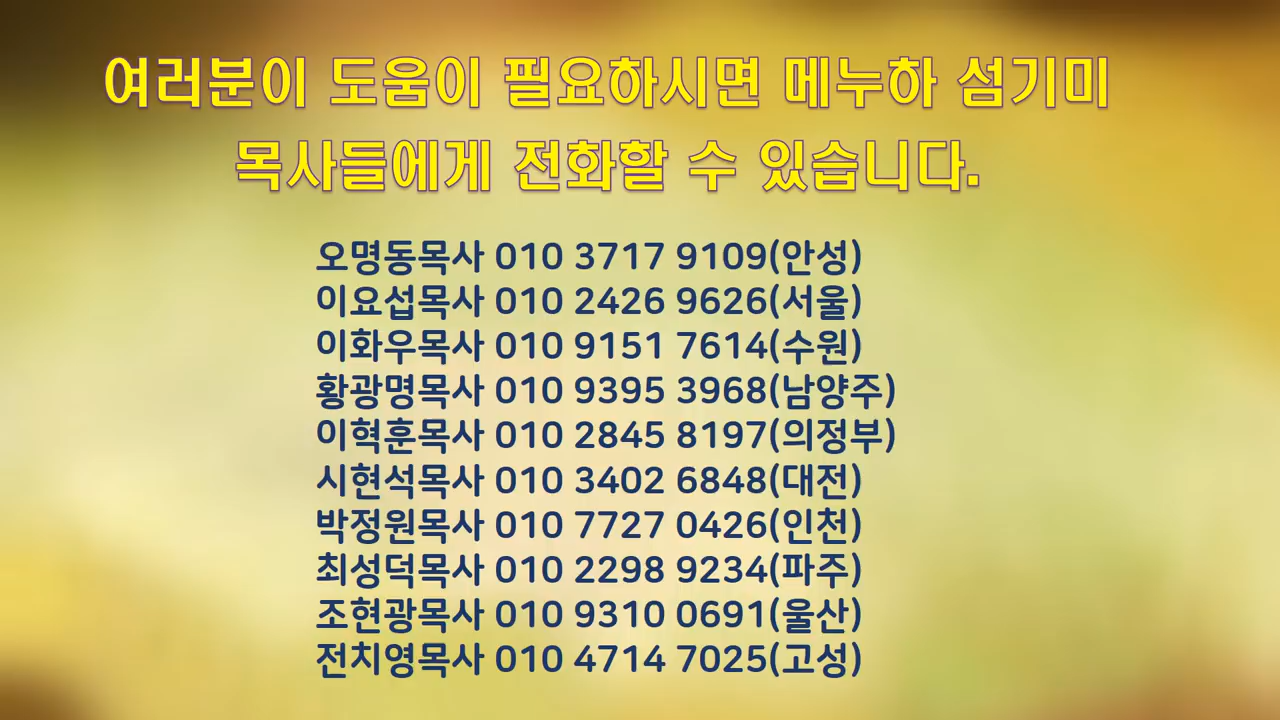 여러분이 도움이 필요하시면 메누하 섬기미
목사들에게 전화할 수 있습니다.
오명동목사 010 3717 9109(안성)
이요섭목사 010 2426 9626(서울)
이화우목사 010 9151 7614(수원)
황광명목사 010 9395 3968(남양주)
이혁훈목사 010 2845 8197(의정부)
시현석목사 010 3402 6848(대전)
박정원목사 010 7727 0426(인천)
최성덕목사 010 2298 9234(파주)
조현광목사 010 9310 0691(울산)
전치영목사 010 4714 7025(고성)